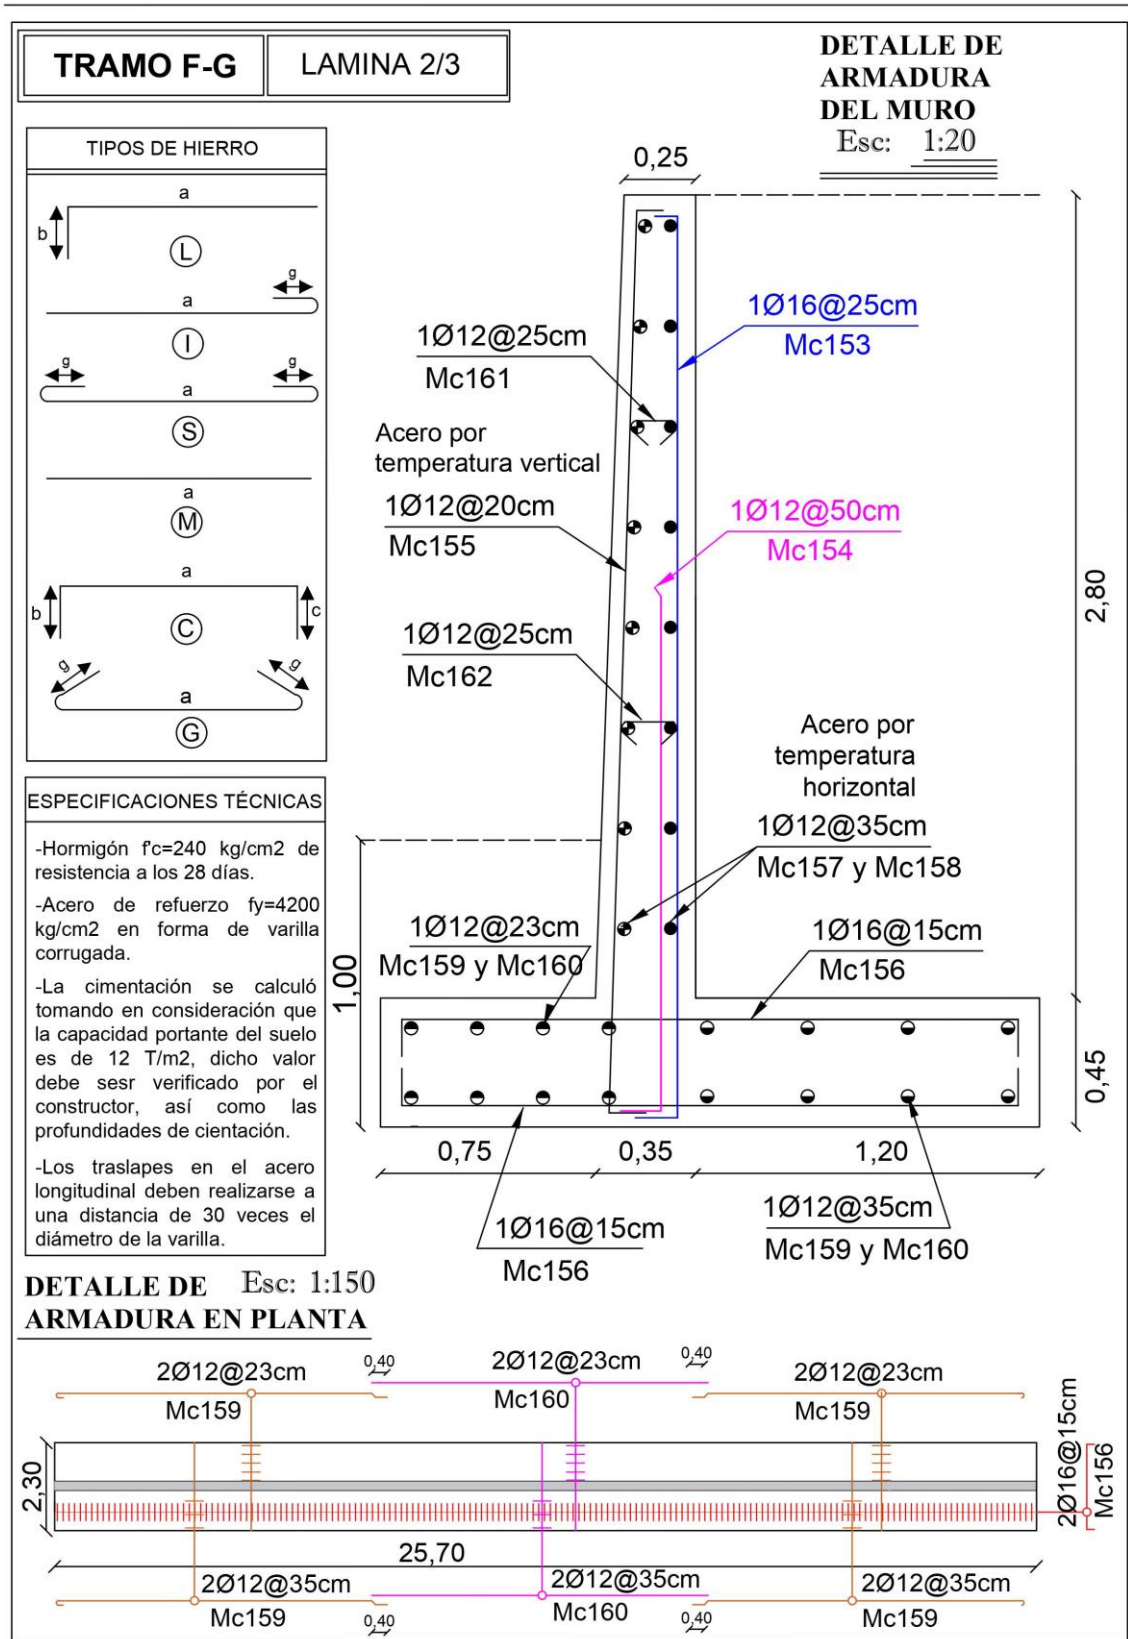 TRAMO F-G
LAMINA 2/3
DETALLE DE
ARMADURA
DEL MURO
Esc: 1:20
TIPOS DE HIERRO
a
b
L
g
a
I
g
g
a
S
a
M
a
b
c
C
g
g
a
G
ESPECIFICACIONES TÉCNICAS
-Hormigón f'c=240 kg/cm2 de
resistencia a los 28 días.
-Acero de refuerzo fy=4200
kg/cm2 en forma de varilla
corrugada.
-La cimentación se calculó
tomando en consideración que
la capacidad portante del suelo
es de 12 T/m2, dicho valor
debe sesr verificado por el
constructor, así como las
profundidades de cientación.
-Los traslapes en el acero
longitudinal deben realizarse a
una distancia de 30 veces el
diámetro de la varilla.
0,25
1Ø16@25cm
Mc153
1Ø12@25cm
Mc161
Acero por
temperatura vertical
1Ø12@20cm
Mc155
1Ø12@50cm
Mc154
2,80
1Ø12@25cm
Mc162
Acero por
temperatura
horizontal
1Ø12@35cm
Mc157 y Mc158
1Ø12@23cm
Mc159 y Mc160
1Ø16@15cm
Mc156
1,00
0,45
0,75
0,35
1,20
1Ø16@15cm
Mc156
1Ø12@35cm
Mc159 y Mc160
DETALLE DE Esc: 1:150
ARMADURA EN PLANTA
2Ø12@23cm
Mc159
0,40
2Ø12@23cm
Mc160
0,40
2Ø12@23cm
Mc159
2,30
2Ø16@15cm
Mc156
25,70
2Ø12@35cm
Mc159
0,40
2Ø12@35cm
Mc160
0,40
2Ø12@35cm
Mc159